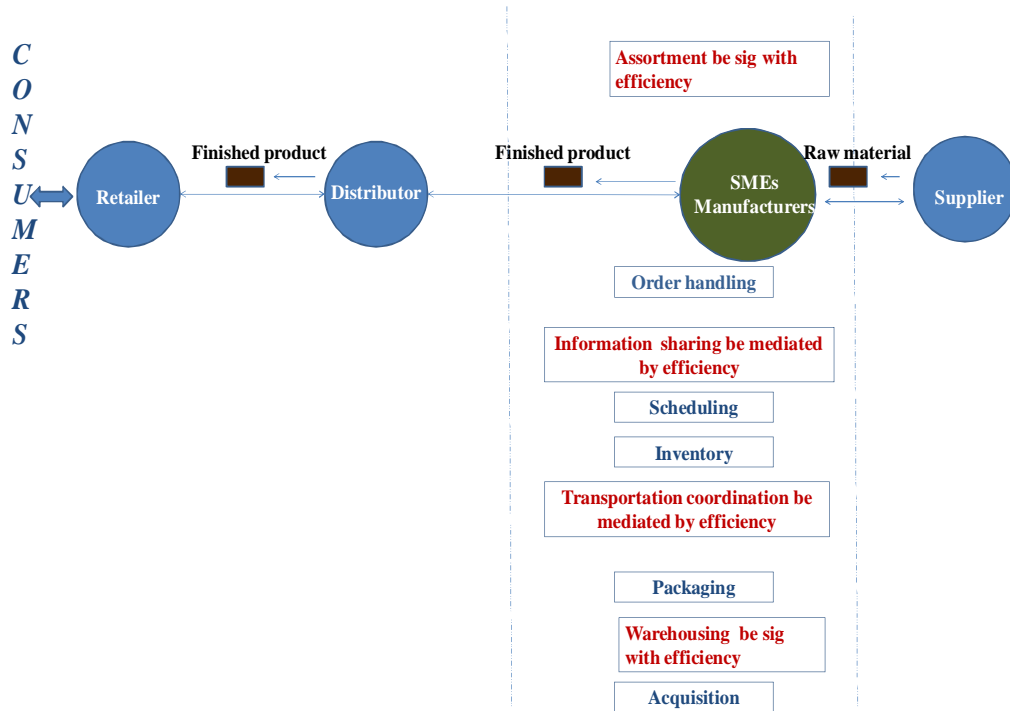 CONSUMERS
Assortment be sig with
efficiency
Finished product
Finished product
Raw material
Retailer
Distributor
SMEs
Manufacturers
Supplier
Order handling
Information sharing be mediated
by efficiency
Scheduling
Inventory
Transportation coordination be
mediated by efficiency
Packaging
Warehousing be sig
with efficiency
Acquisition